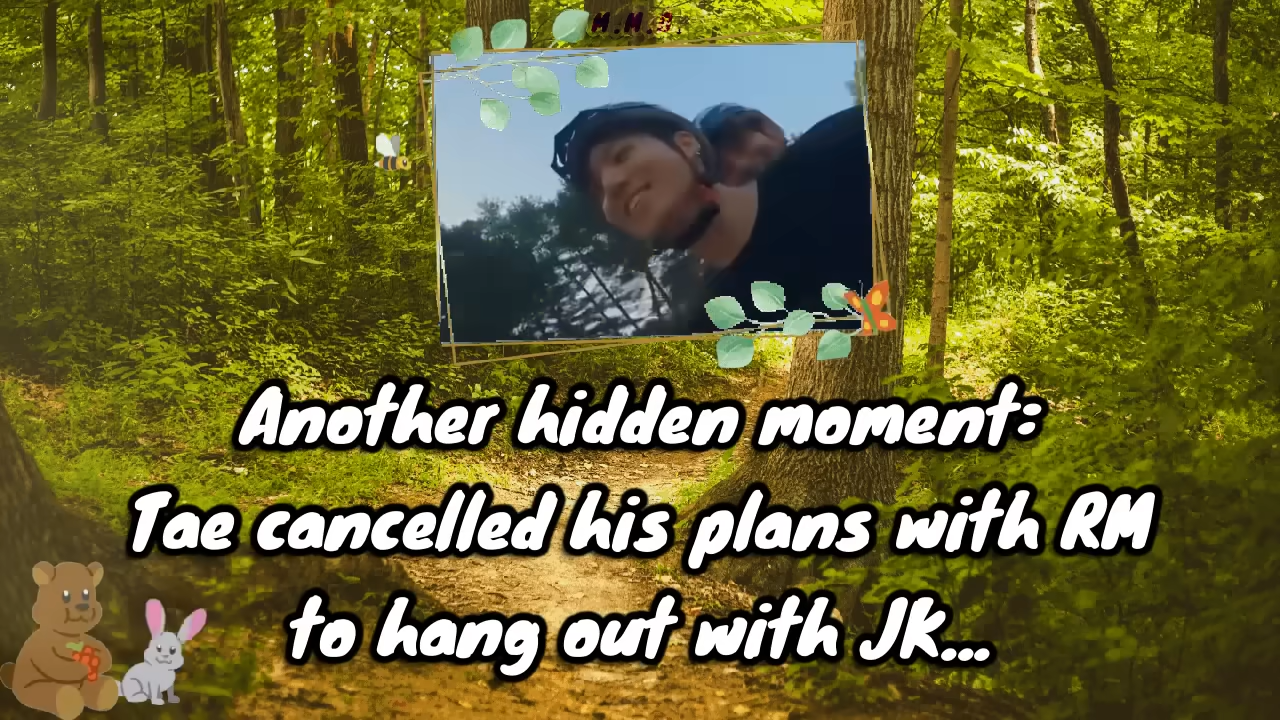 M.M.
Another hidden moment:
Tae cancelled his plans with RM
to hang out with JK...